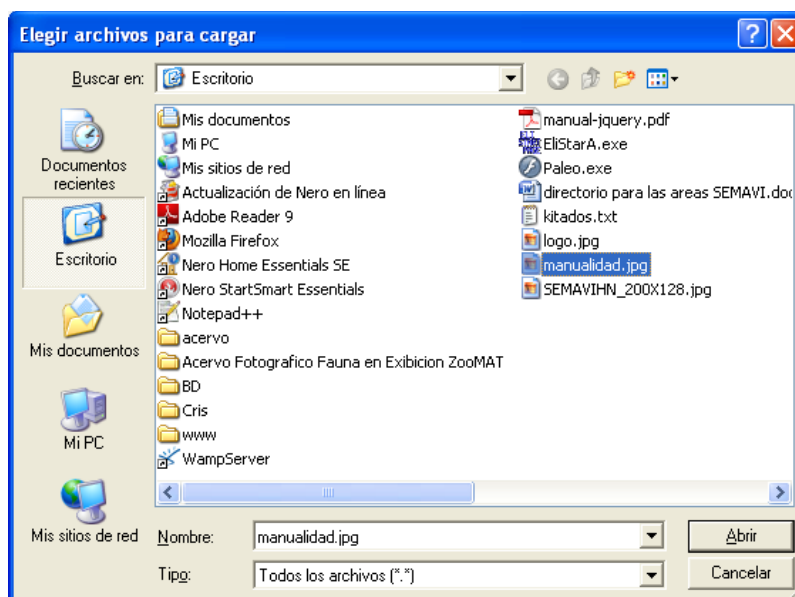 Elegir archivos para cargar
Buscar en:
Escritorio
Documentos
recientes
Escritorio
Mis documentos
Mi PC
Mis sitios de red
Mis documentos
Mi PC
Mis sitios de red
Actualización de Nero en línea
Adobe Reader 9
Mozilla Firefox
Nero Home Essentials SE
Nero StartSmart Essentials
Notepad++
acervo
Acervo Fotografico Fauna en Exibicion ZooMAT
BD
Cris
www
WampServer
manual-jquery.pdf
EliStarA.exe
Paleo.exe
directorio para las areas SEMAVI.doc
kitados.txt
logo.jpg
manualidad.jpg
SEMAVIHN_200X128.jpg
Nombre:
manualidad.jpg
Abrir
Tipo:
Todos los archivos (*.*)
Cancelar